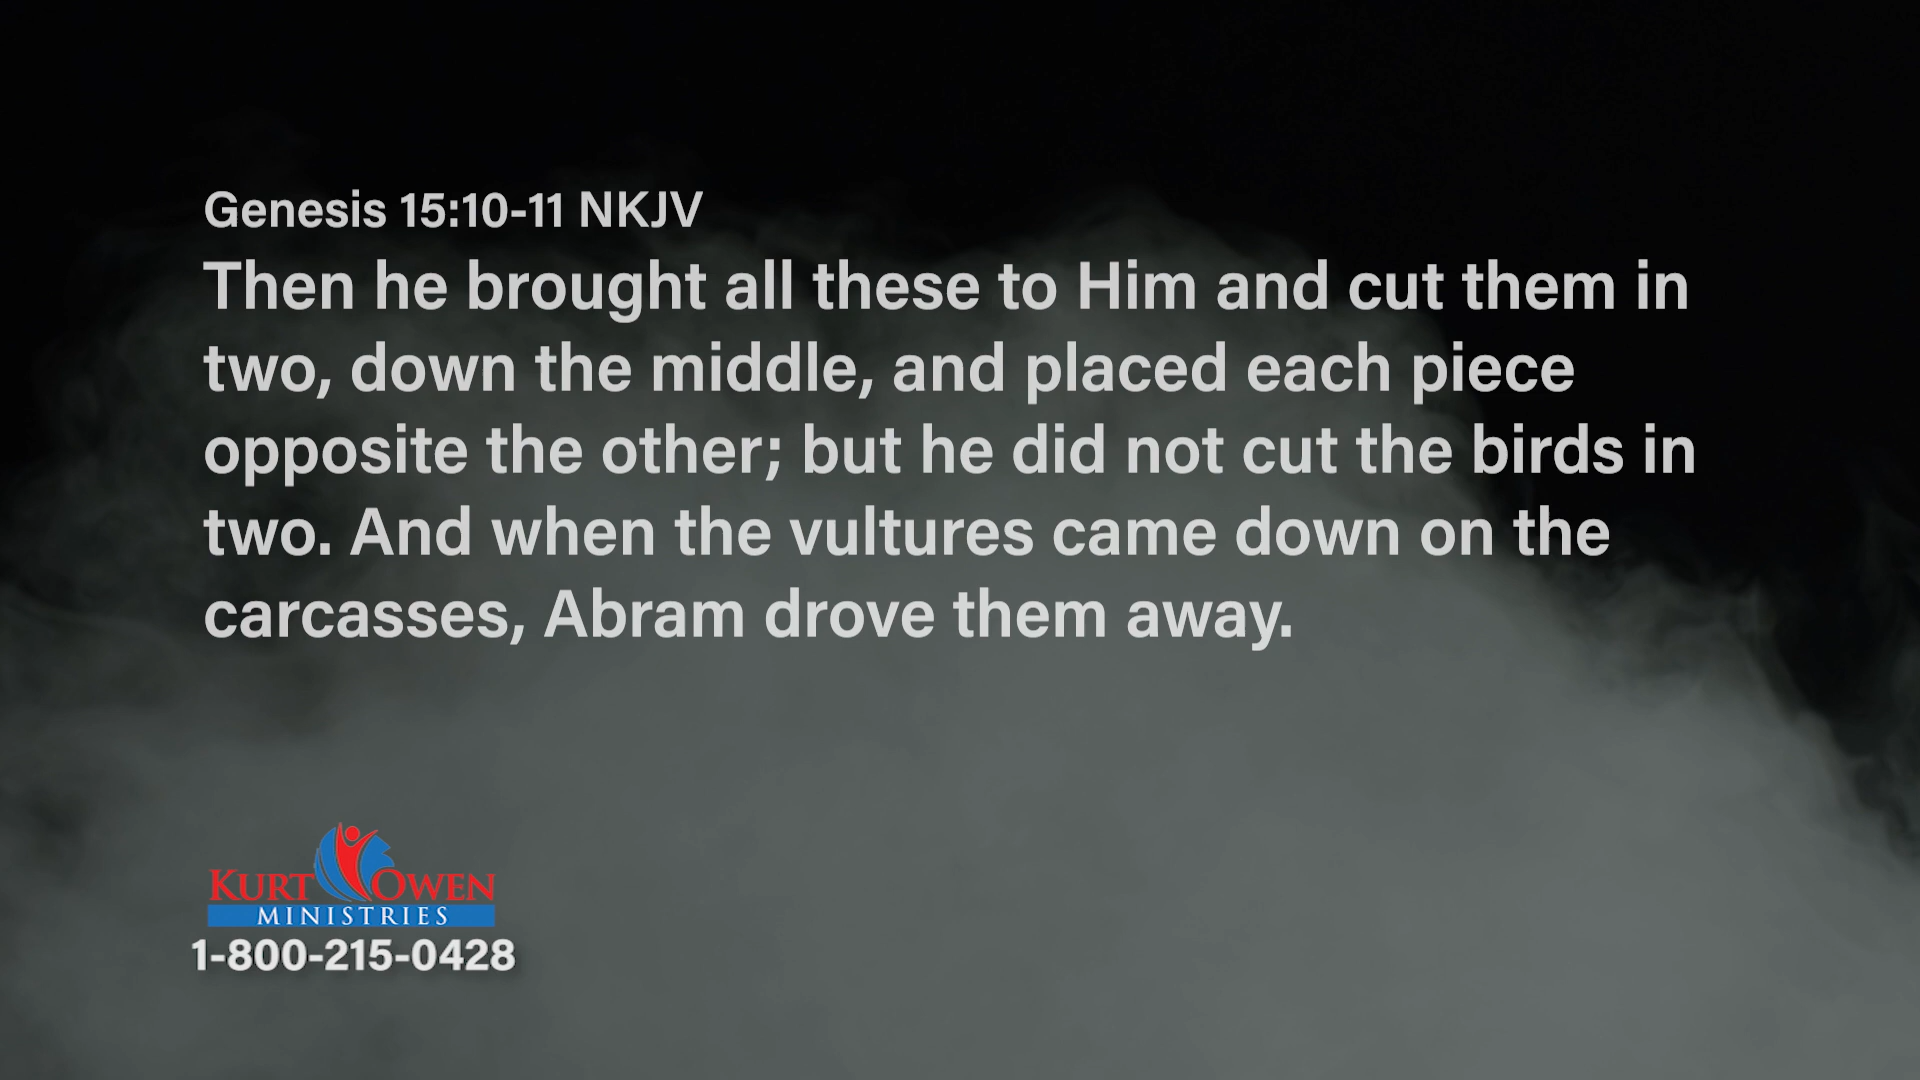 Genesis 15:10-11 NKJV
Then he brought all these to Him and cut them in
two, down the middle, and placed each piece
opposite the other; but he did not cut the birds in
two. And when the vultures came down on the
carcasses, Abram drove them away.
KURT OWEN
MINISTRIES
1-800-215-0428